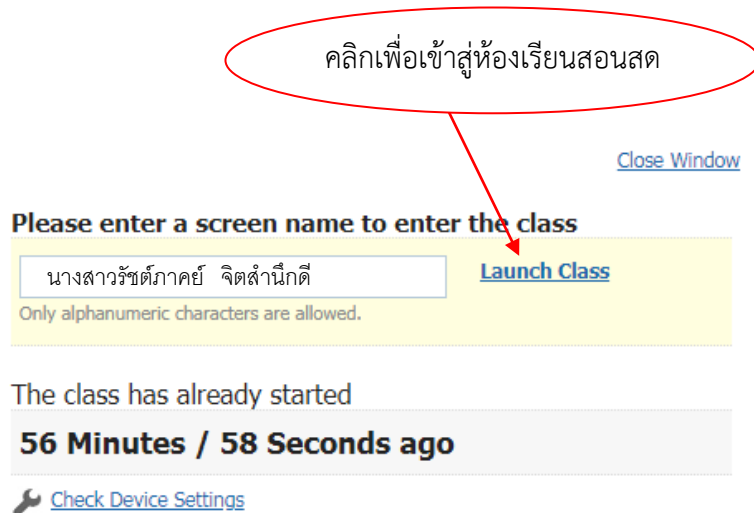 คลิกเพื่อเข้าสู่ห้องเรียนสอนสด
Close Window
Please enter a screen name to enter the class
นางสาวรัชต์ภาคย์ จิตสำนึกดี
Launch Class
Only alphanumeric characters are allowed.
The class has already started
56 Minutes / 58 Seconds ago
Check Device Settings